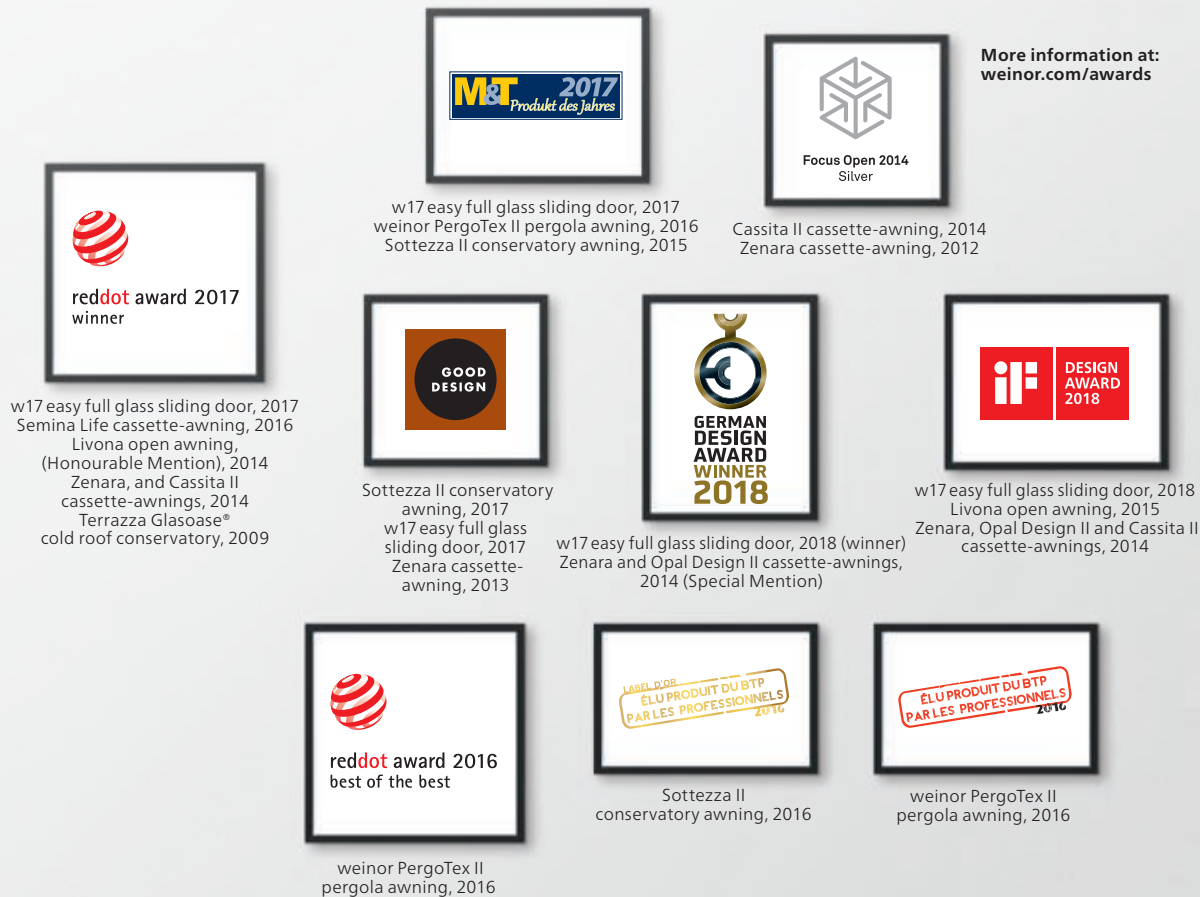 M&T 2017
Produkt des Jahres
w17 easy full glass sliding door, 2017
weinor PergoTex II pergola awning, 2016
Sottezza II conservatory awning, 2015
Focus Open 2014
Silver
Cassita II cassette-awning, 2014
Zenara cassette-awning, 2012
More information at:
weinor.com/awards
reddot award 2017
winner
w17 easy full glass sliding door, 2017
Semina Life cassette-awning, 2016
Livona open awning,
(Honourable Mention), 2014
Zenara, and Cassita II
cassette-awnings, 2014
Terrazza Glasoase®
cold roof conservatory, 2009
GOOD
DESIGN
Sottezza II conservatory
awning, 2017
w17 easy full glass
sliding door, 2017
Zenara cassette-
awning, 2013
GERMAN
DESIGN
AWARD
WINNER
2018
w17 easy full glass sliding door, 2018 (winner)
Zenara and Opal Design II cassette-awnings,
2014 (Special Mention)
iF
DESIGN
AWARD
2018
w17 easy full glass sliding door, 2018
Livona open awning, 2015
Zenara, Opal Design II and Cassita II
cassette-awnings, 2014
reddot award 2016
best of the best
weinor PergoTex II
pergola awning, 2016
LABEL D'OR
ÉLU PRODUIT DU BTP
PAR LES PROFESSIONNELS
2016
Sottezza II
conservatory awning, 2016
ÉLU PRODUIT DU BTP
PAR LES PROFESSIONNELS
2016
weinor PergoTex II
pergola awning, 2016